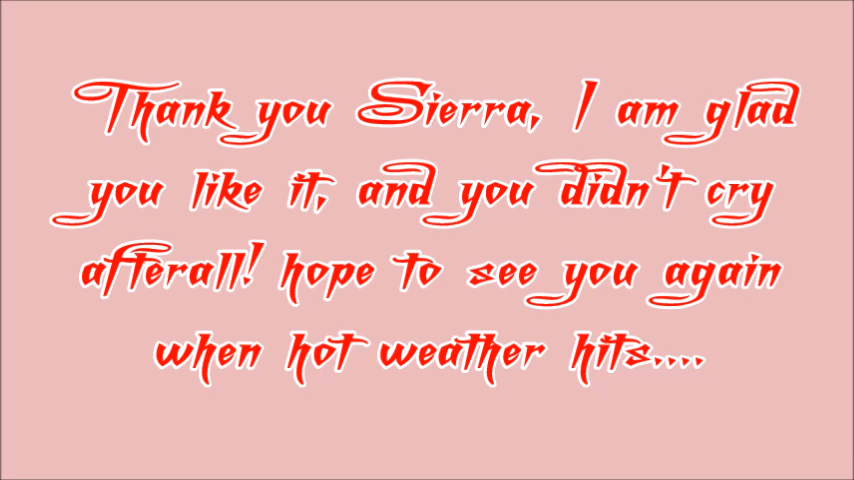 Thank you Sierra, I am glad
you like it, and you didn't cry
afterall! hope to see you again
when hot weather hits....